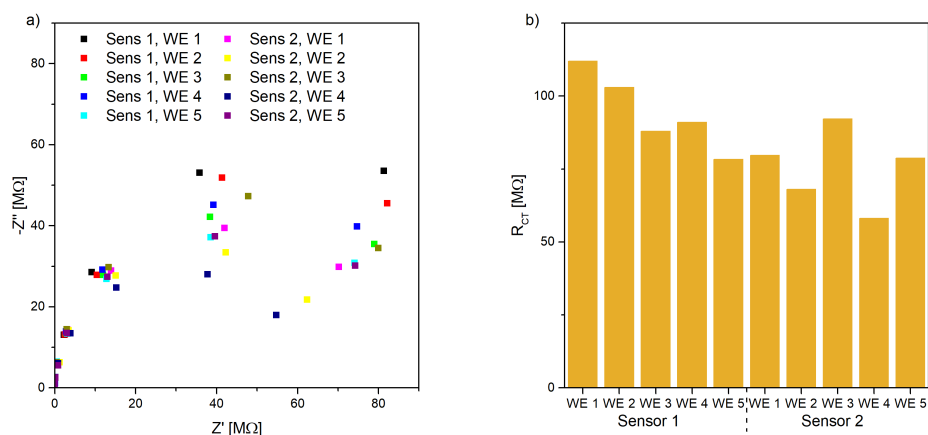 a)
Sens 1, WE 1
Sens 1, WE 2
Sens 1, WE 3
Sens 1, WE 4
Sens 1, WE 5
Sens 2, WE 1
Sens 2, WE 2
Sens 2, WE 3
Sens 2, WE 4
Sens 2, WE 5
80
60
40
20
0
-Z'' [MΩ]
0 20 40 60 80
Z' [MΩ]
b)
100
50
0
R_CT [MΩ]
WE 1 WE 2 WE 3 WE 4 WE 5 WE 1 WE 2 WE 3 WE 4 WE 5
Sensor 1 Sensor 2